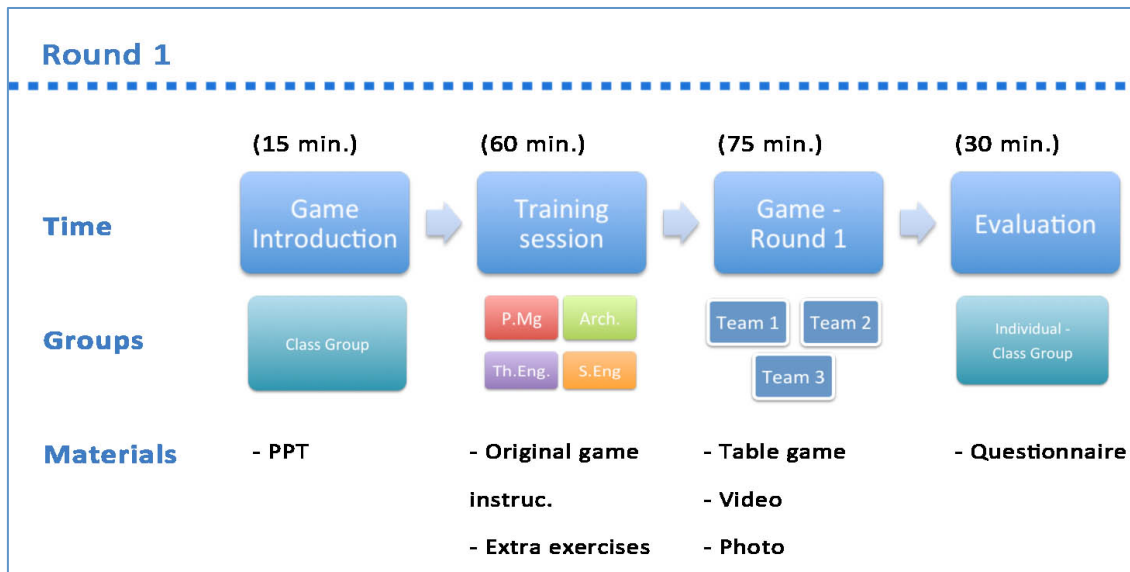 Round 1
(15 min.) (60 min.) (75 min.) (30 min.)
Time
Game
Introduction
Training
session
Game -
Round 1
Evaluation
Groups
Class Group
P.Mg Arch.
Th.Eng. S.Eng
Team 1 Team 2
Team 3
Individual -
Class Group
Materials
- PPT
- Original game
instruc.
- Extra exercises
- Table game
- Video
- Photo
- Questionnaire